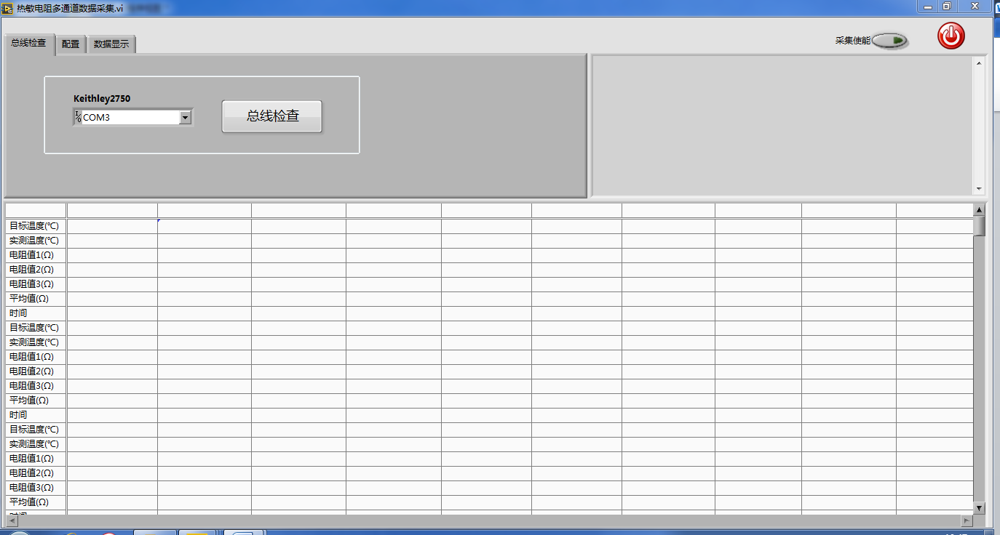 热敏电阻多通道数据采集.vi
总线检查 配置 数据显示
采集使能
Keithley2750
COM3
总线检查
目标温度(℃)
实测温度(℃)
电阻值1(Ω)
电阻值2(Ω)
电阻值3(Ω)
平均值(Ω)
时间
目标温度(℃)
实测温度(℃)
电阻值1(Ω)
电阻值2(Ω)
电阻值3(Ω)
平均值(Ω)
时间
目标温度(℃)
实测温度(℃)
电阻值1(Ω)
电阻值2(Ω)
电阻值3(Ω)
平均值(Ω)